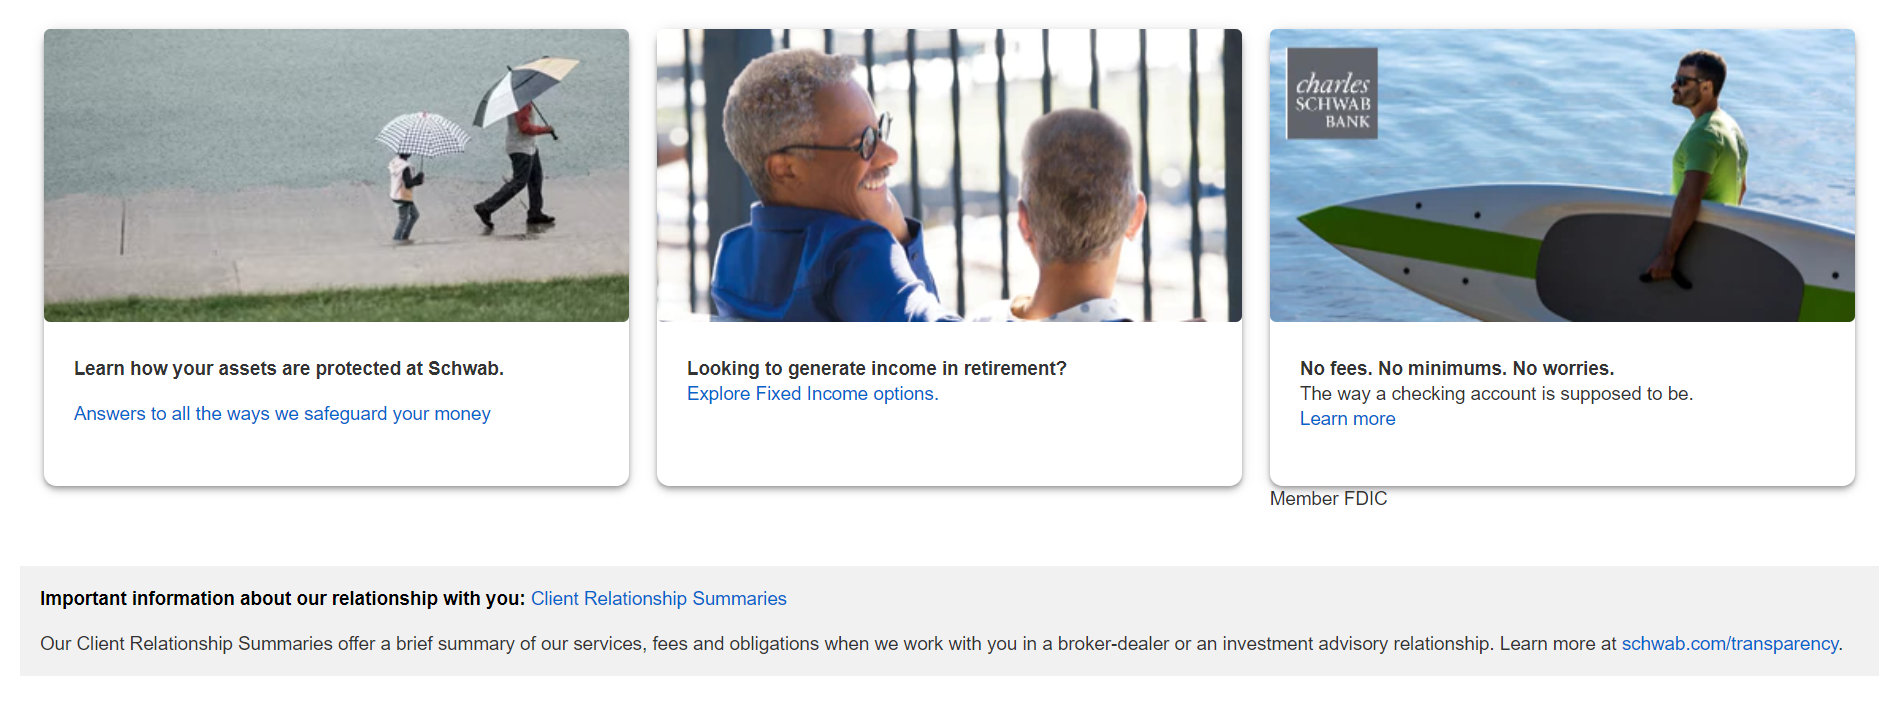 charles
SCHWAB
BANK
Learn how your assets are protected at Schwab.
Answers to all the ways we safeguard your money
Looking to generate income in retirement?
Explore Fixed Income options.
No fees. No minimums. No worries.
The way a checking account is supposed to be.
Learn more
Member FDIC
Important information about our relationship with you: Client Relationship Summaries
Our Client Relationship Summaries offer a brief summary of our services, fees and obligations when we work with you in a broker-dealer or an investment advisory relationship. Learn more at schwab.com/transparency.